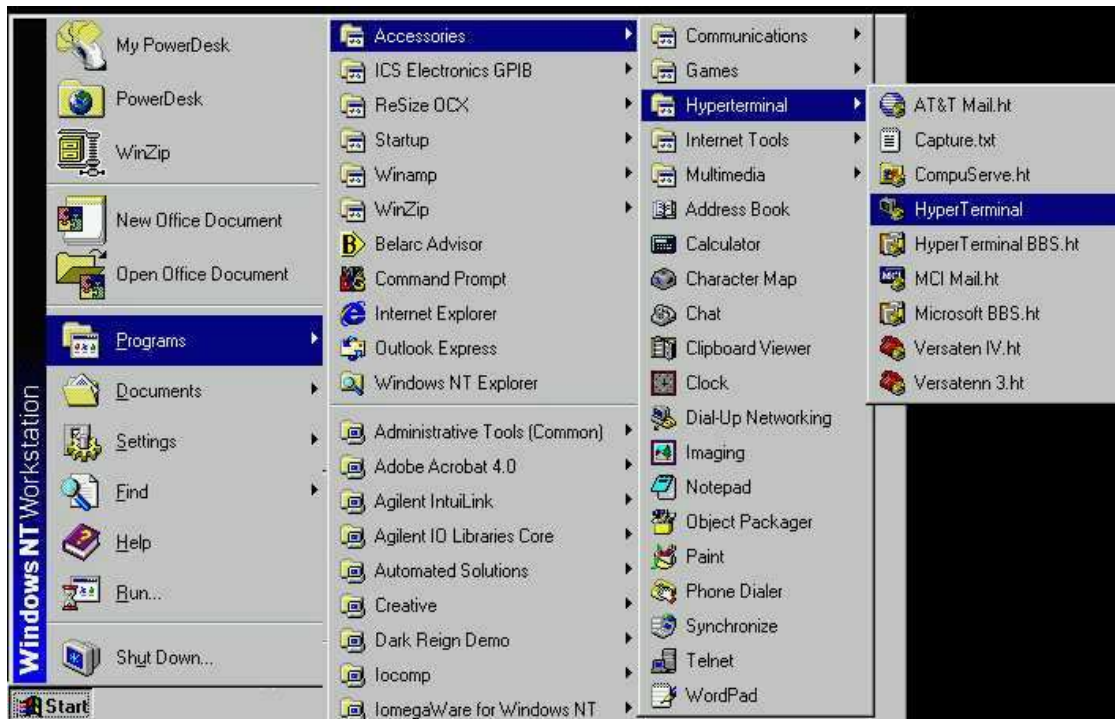 My PowerDesk
PowerDesk
WinZip
New Office Document
Open Office Document
Programs
Documents
Settings
Find
Help
Run...
Shut Down...
Windows NT Workstation
Start
Accessories
ICS Electronics GPIB
ReSize OCX
Startup
Winamp
WinZip
Belarc Advisor
Command Prompt
Internet Explorer
Outlook Express
Windows NT Explorer
Administrative Tools (Common)
Adobe Acrobat 4.0
Agilent IntuiLink
Agilent IO Libraries Core
Automated Solutions
Creative
Dark Reign Demo
Iocomp
IomegaWare for Windows NT
Communications
Games
Hyperterminal
Internet Tools
Multimedia
Address Book
Calculator
Character Map
Chat
Clipboard Viewer
Clock
Dial-Up Networking
Imaging
Notepad
Object Packager
Paint
Phone Dialer
Synchronize
Telnet
WordPad
AT&T Mail.ht
Capture.txt
CompuServe.ht
HyperTerminal
HyperTerminal BBS.ht
MCI Mail.ht
Microsoft BBS.ht
Versaten IV.ht
Versatenn 3.ht